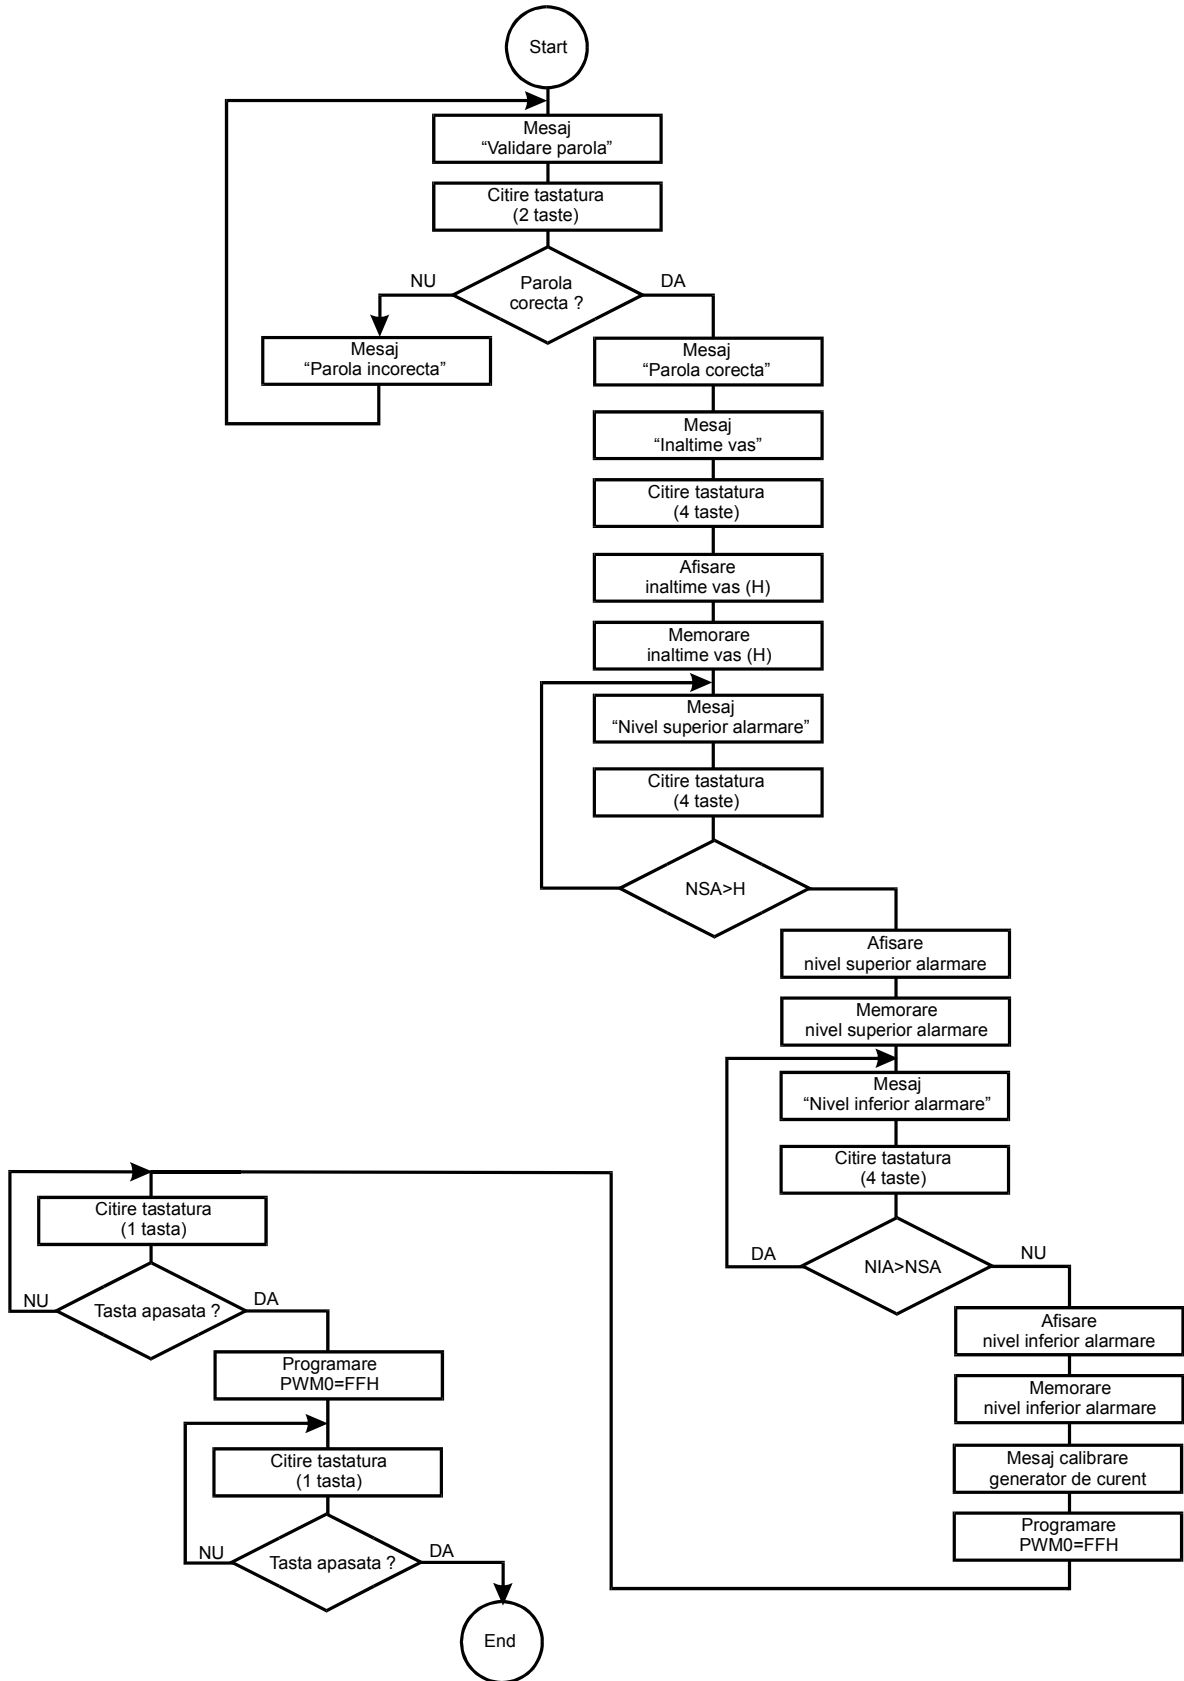 Start
Mesaj
“Validare parola”
Citire tastatura
(2 taste)
Parola
corecta ?
NU
DA
Mesaj
“Parola incorecta”
Mesaj
“Parola corecta”
Mesaj
“Inaltime vas”
Citire tastatura
(4 taste)
Afisare
inaltime vas (H)
Memorare
inaltime vas (H)
Mesaj
“Nivel superior alarmare”
Citire tastatura
(4 taste)
NSA>H
Afisare
nivel superior alarmare
Memorare
nivel superior alarmare
Mesaj
“Nivel inferior alarmare”
Citire tastatura
(4 taste)
NIA>NSA
DA
NU
Afisare
nivel inferior alarmare
Memorare
nivel inferior alarmare
Mesaj calibrare
generator de curent
Programare
PWM0=FFH
Citire tastatura
(1 tasta)
Tasta apasata ?
NU
DA
Programare
PWM0=FFH
Citire tastatura
(1 tasta)
Tasta apasata ?
NU
DA
End